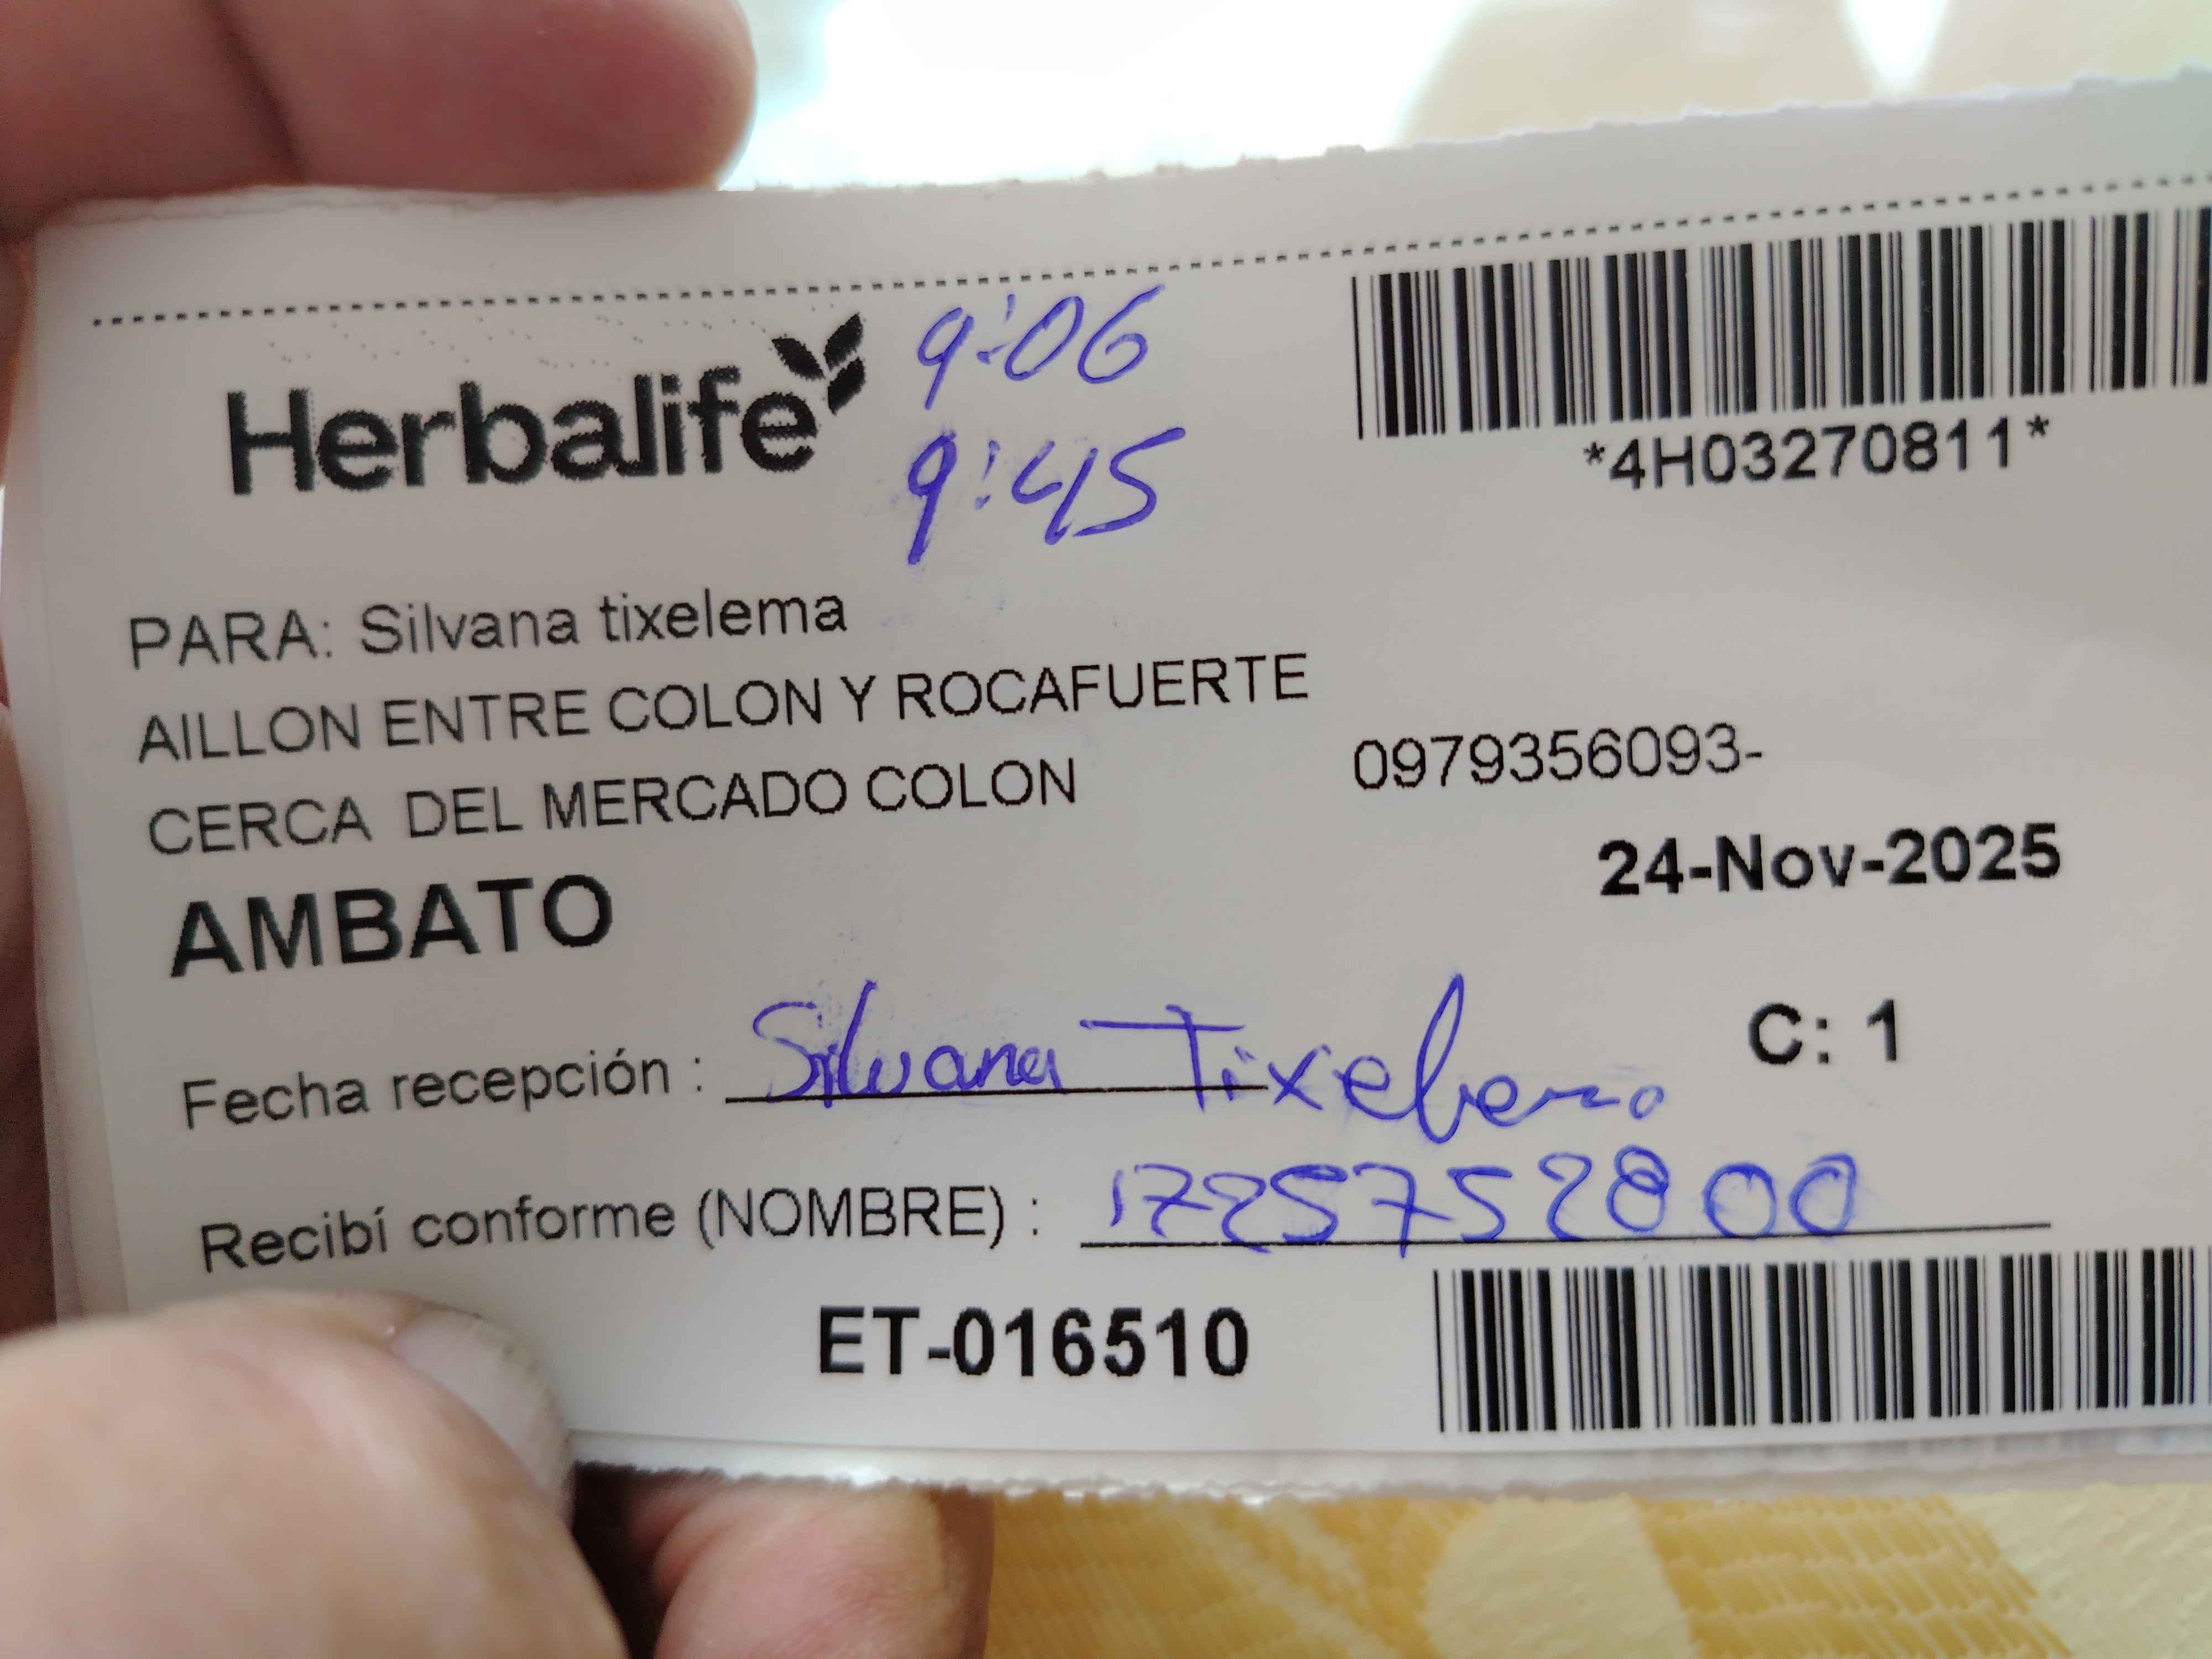 Herbalife
9:06
9:45
*4H03270811*
PARA: Silvana tixelema
AILLON ENTRE COLON Y ROCAFUERTE
CERCA DEL MERCADO COLON
0979356093-
AMBATO
24-Nov-2025
C: 1
Fecha recepción : Silvana Tixelema
Recibí conforme (NOMBRE) : 1725752800
ET-016510